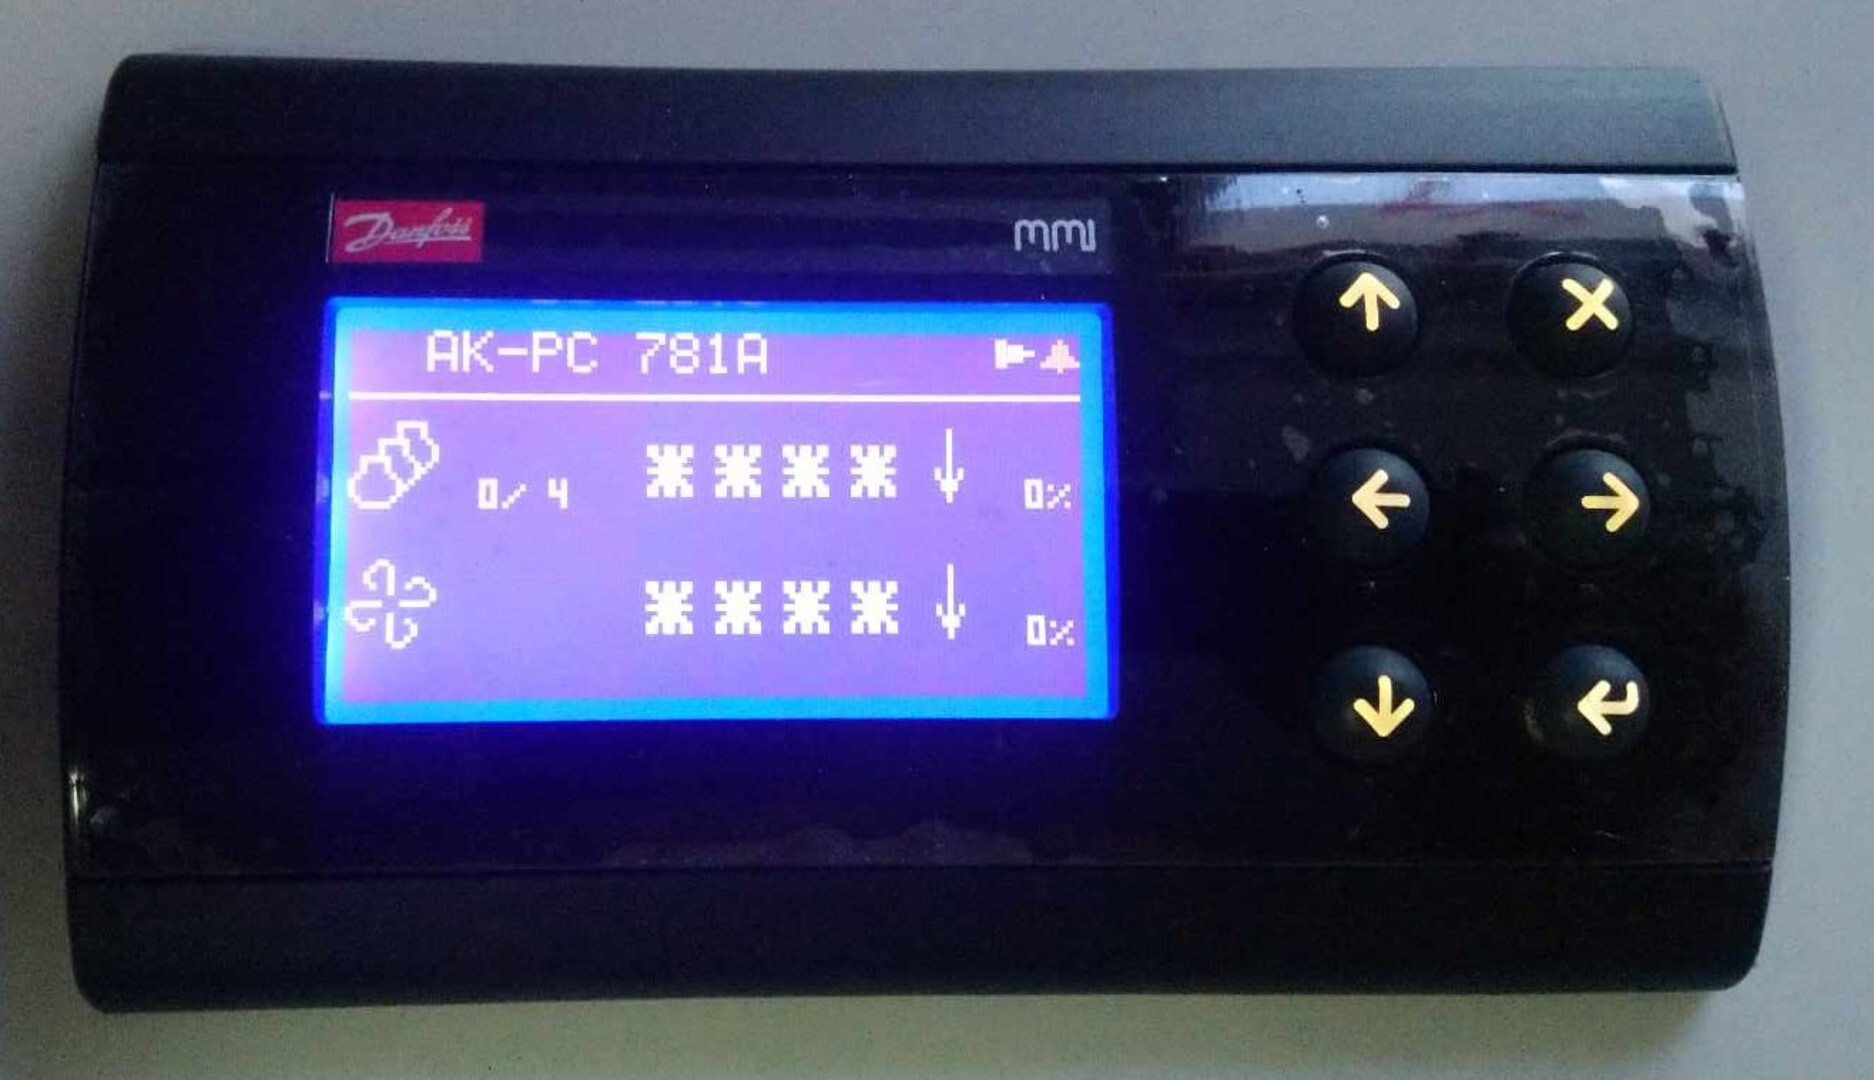 Danfoss
MMI
AK-PC 781A
0/ 4 **** ↓ 0%
**** ↓ 0%